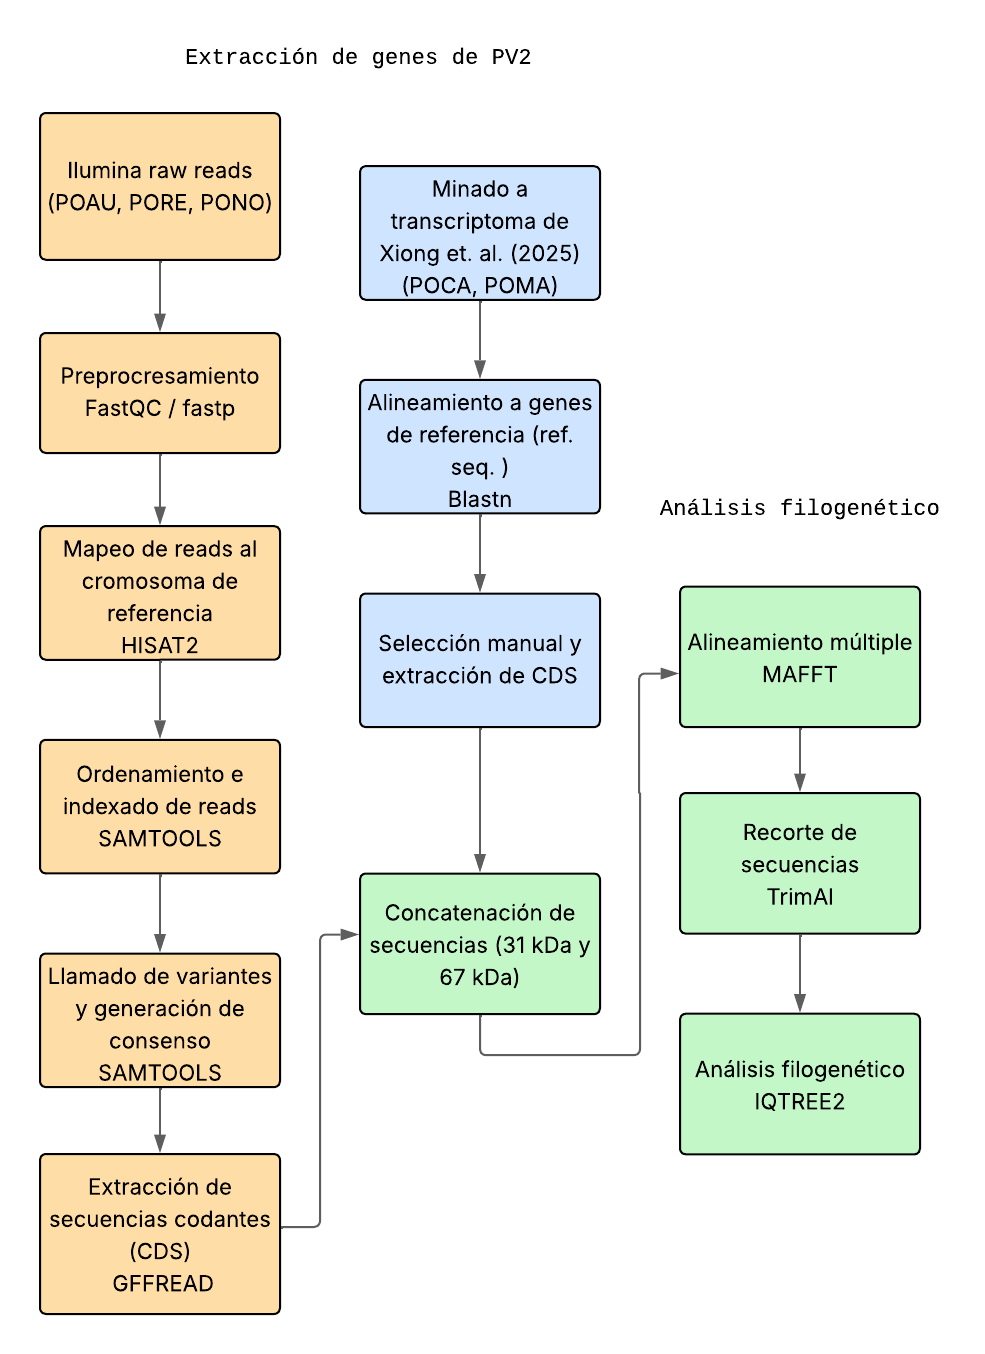 Extracción de genes de PV2
Ilumina raw reads
(POAU, PORE, PONO)
Preprocresamiento
FastQC / fastp
Mapeo de reads al
cromosoma de
referencia
HISAT2
Ordenamiento e
indexado de reads
SAMTOOLS
Llamado de variantes
y generación de
consenso
SAMTOOLS
Extracción de
secuencias codantes
(CDS)
GFFREAD
Minado a
transcriptoma de
Xiong et. al. (2025)
(POCA, POMA)
Alineamiento a genes
de referencia (ref.
seq. )
Blastn
Selección manual y
extracción de CDS
Concatenación de
secuencias (31 kDa y
67 kDa)
Análisis filogenético
Alineamiento múltiple
MAFFT
Recorte de
secuencias
TrimAl
Análisis filogenético
IQTREE2